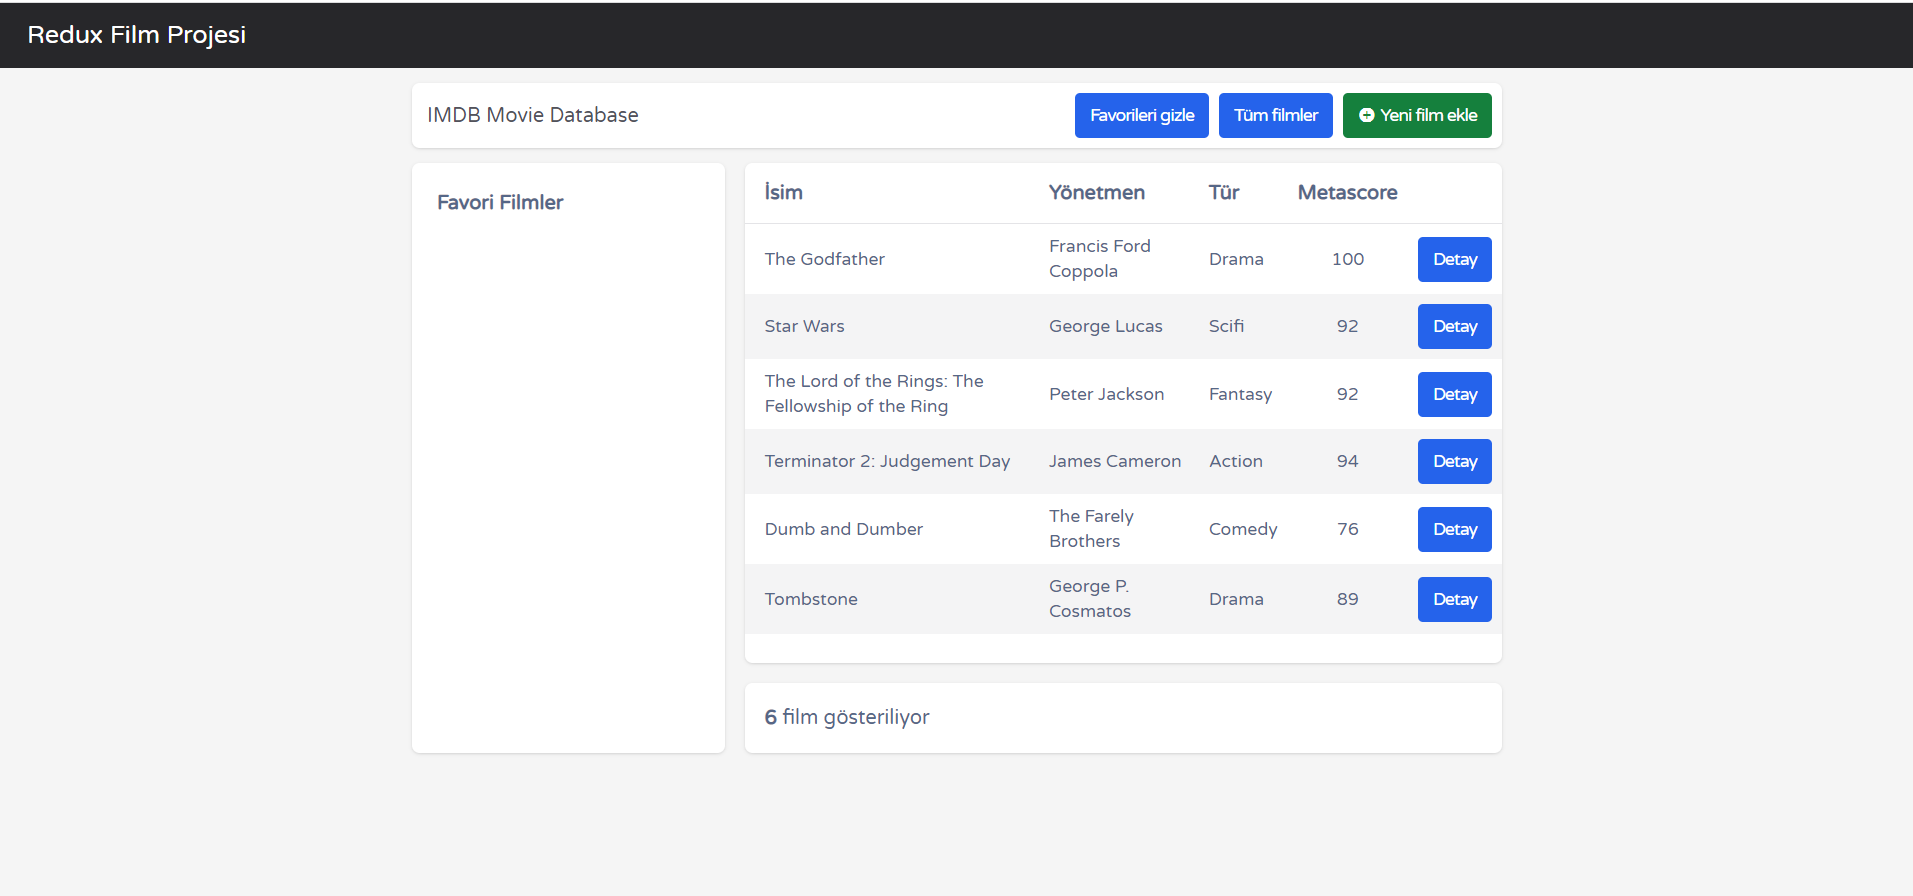 Redux Film Projesi
IMDB Movie Database
Favorileri gizle
Tüm filmler
Yeni film ekle
Favori Filmler
İsim Yönetmen Tür Metascore
The Godfather
Francis Ford
Coppola
Drama
100
Detay
Star Wars
George Lucas
Scifi
92
Detay
The Lord of the Rings: The
Fellowship of the Ring
Peter Jackson
Fantasy
92
Detay
Terminator 2: Judgement Day
James Cameron
Action
94
Detay
Dumb and Dumber
The Farely
Brothers
Comedy
76
Detay
Tombstone
George P.
Cosmatos
Drama
89
Detay
6 film gösteriliyor